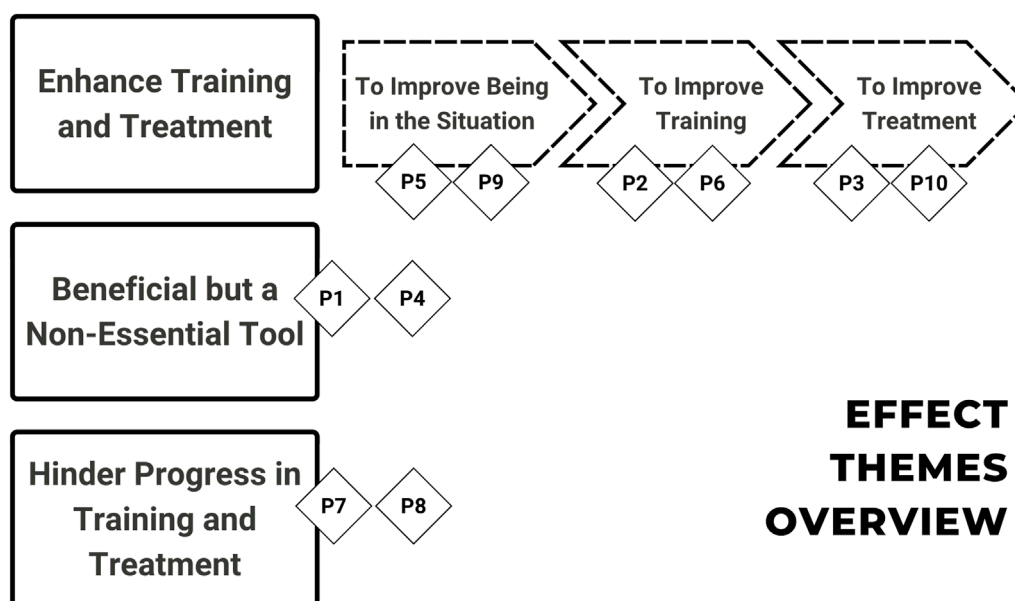 Enhance Training
and Treatment
To Improve Being
in the Situation
To Improve
Training
To Improve
Treatment
P5
P9
P2
P6
P3
P10
Beneficial but a
Non-Essential Tool
P1
P4
Hinder Progress in
Training and
Treatment
P7
P8
EFFECT
THEMES
OVERVIEW